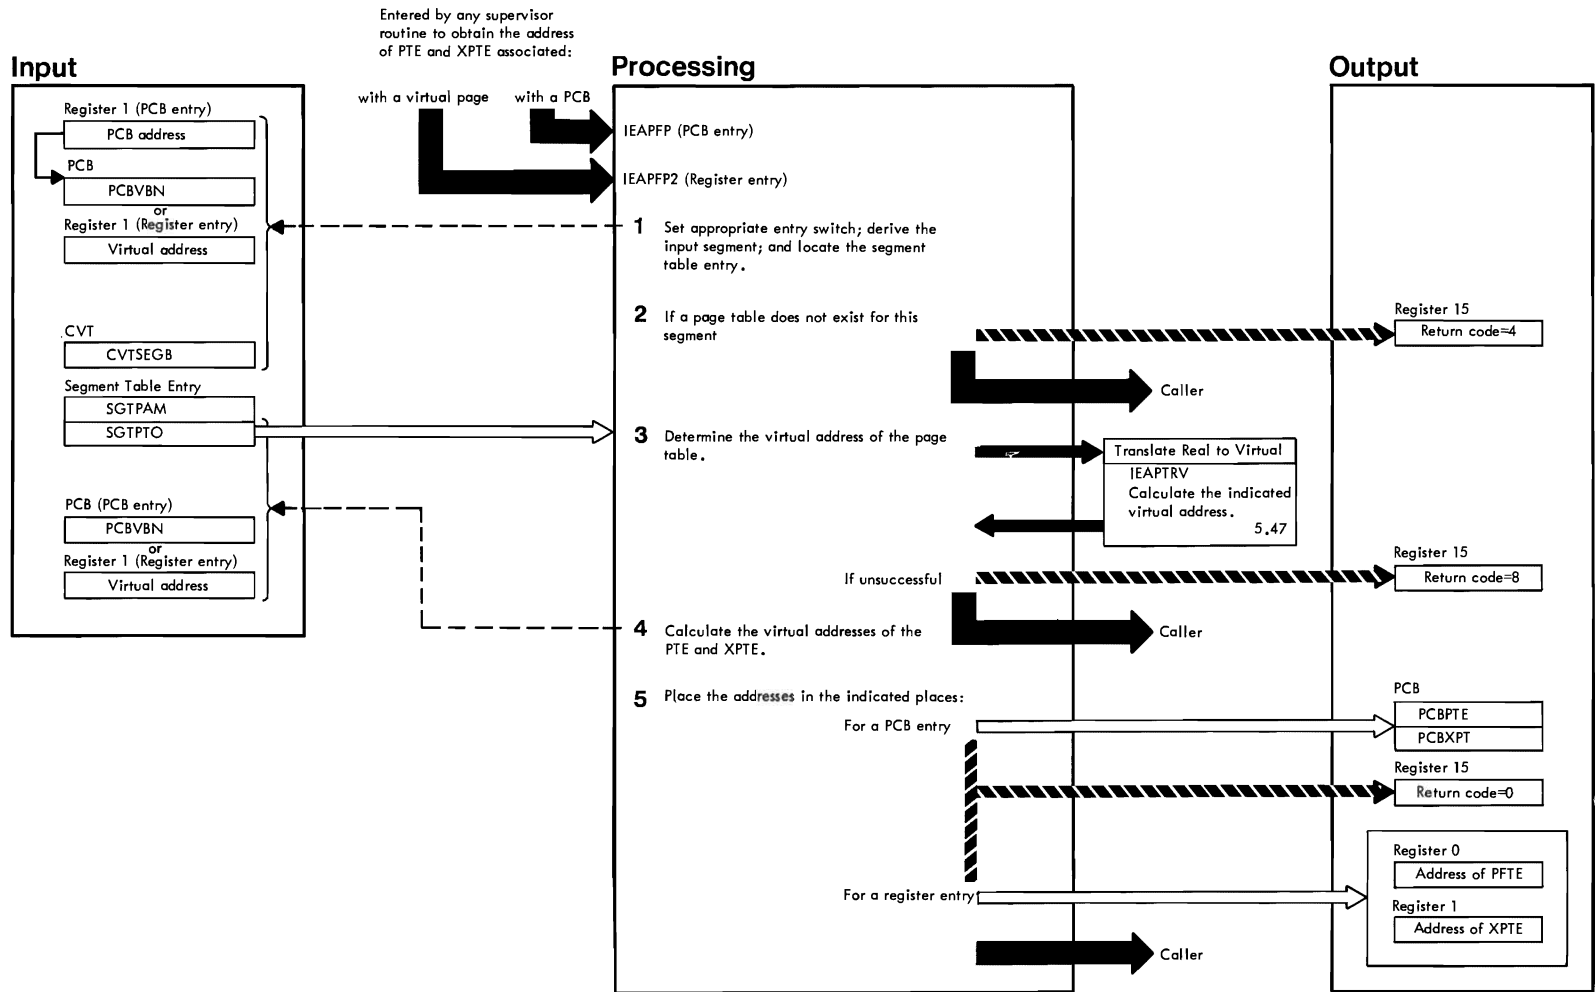 Entered by any supervisor
routine to obtain the address
of PTE and XPTE associated:
with a virtual page
with a PCB
Input
Register 1 (PCB entry)
PCB address
PCB
PCBVBN
or
Register 1 (Register entry)
Virtual address
CVT
CVTSEGB
Segment Table Entry
SGTPAM
SGTPTO
PCB (PCB entry)
PCBVBN
or
Register 1 (Register entry)
Virtual address
Processing
IEAPFP (PCB entry)
IEAPFP2 (Register entry)
1 Set appropriate entry switch; derive the
input segment; and locate the segment
table entry.
2 If a page table does not exist for this
segment
Caller
3 Determine the virtual address of the page
table.
Translate Real to Virtual
IEAPTRV
Calculate the indicated
virtual address.
5.47
If unsuccessful
Caller
4 Calculate the virtual addresses of the
PTE and XPTE.
5 Place the addresses in the indicated places:
For a PCB entry
For a register entry
Caller
Output
Register 15
Return code=4
Register 15
Return code=8
PCB
PCBPTE
PCBXPT
Register 15
Return code=0
Register 0
Address of PFTE
Register 1
Address of XPTE